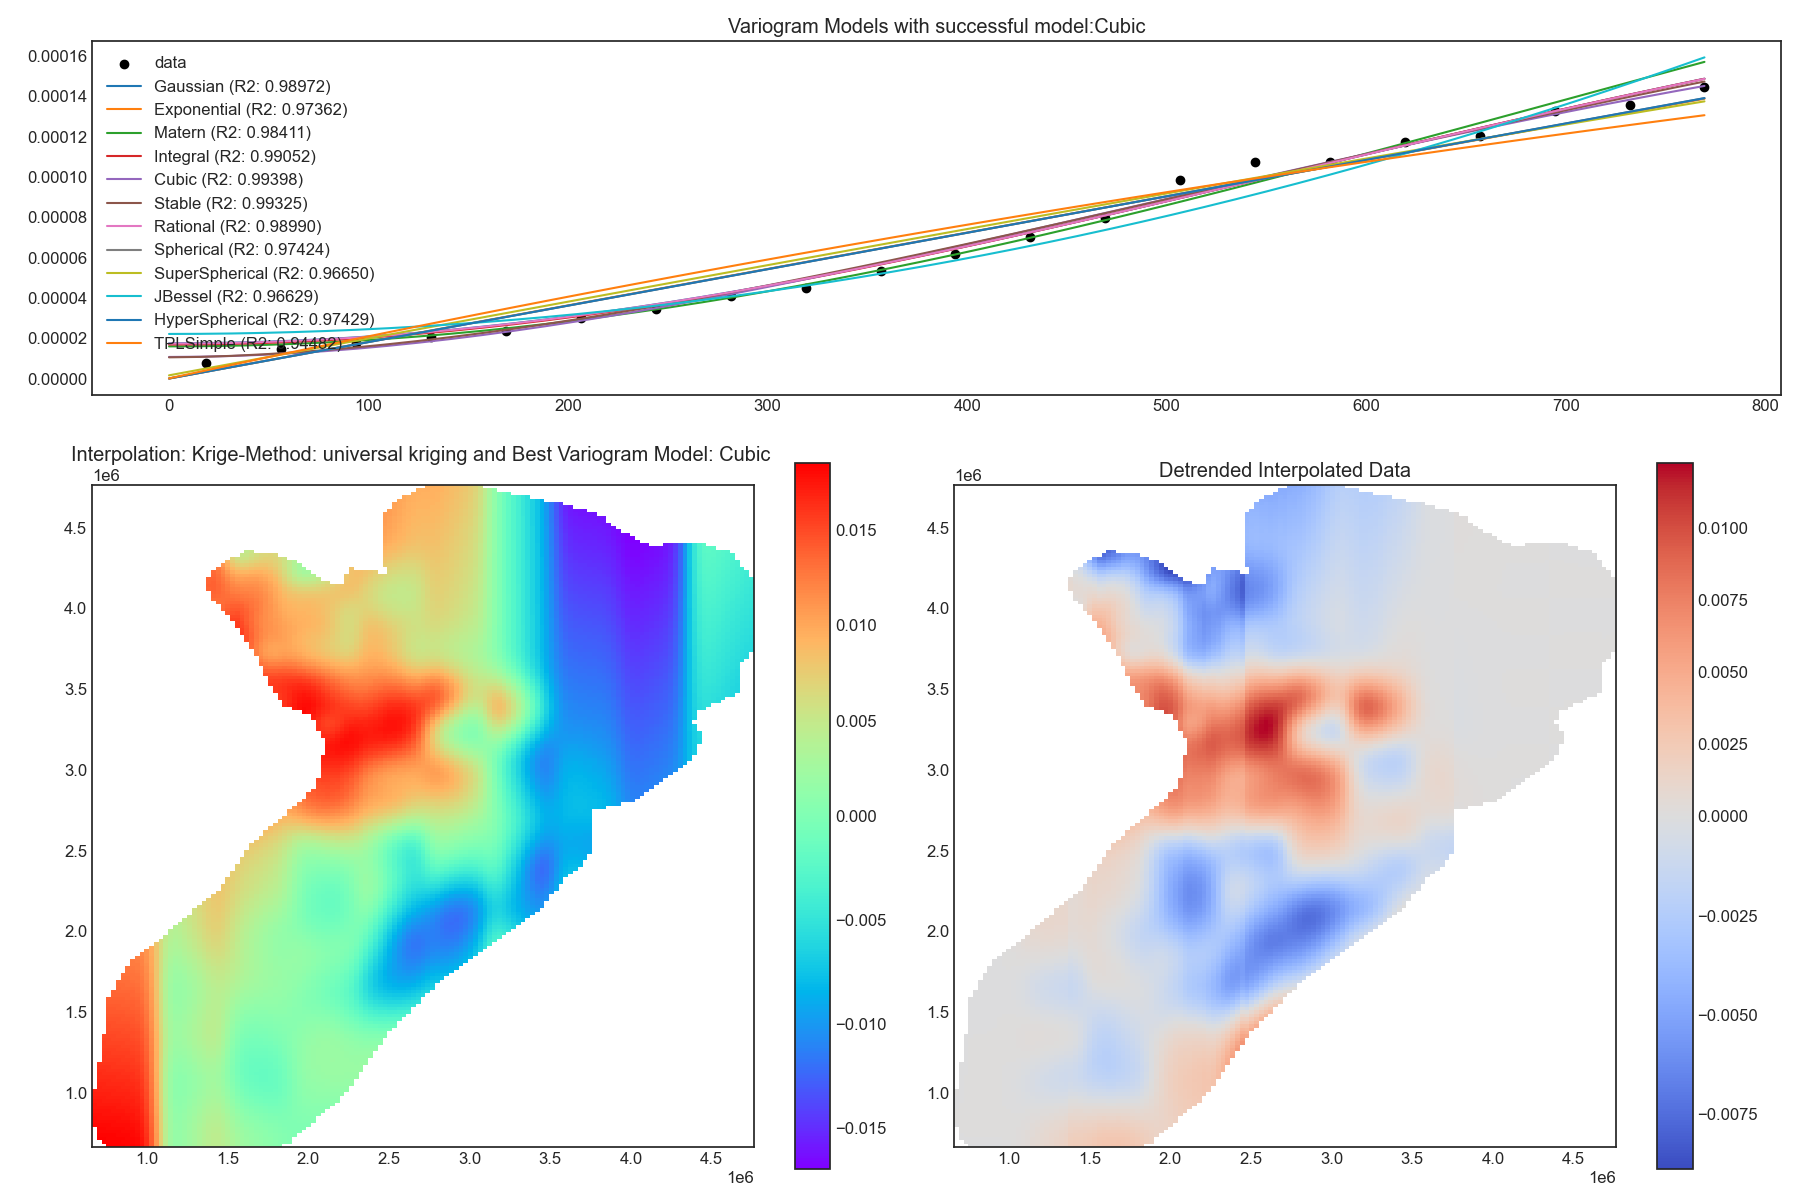 Variogram Models with successful model:Cubic
0.00016
0.00014
0.00012
0.00010
0.00008
0.00006
0.00004
0.00002
0.00000
data
Gaussian (R2: 0.98972)
Exponential (R2: 0.97362)
Matern (R2: 0.98411)
Integral (R2: 0.99052)
Cubic (R2: 0.99398)
Stable (R2: 0.99325)
Rational (R2: 0.98990)
Spherical (R2: 0.97424)
SuperSpherical (R2: 0.96650)
JBessel (R2: 0.96629)
HyperSpherical (R2: 0.97429)
TPLSimple (R2: 0.94482)
0 100 200 300 400 500 600 700 800
Interpolation: Krige-Method: universal kriging and Best Variogram Model: Cubic
1e6
4.5
4.0
3.5
3.0
2.5
2.0
1.5
1.0
1.0 1.5 2.0 2.5 3.0 3.5 4.0 4.5
1e6
0.015
0.010
0.005
0.000
−0.005
−0.010
−0.015
Detrended Interpolated Data
1e6
4.5
4.0
3.5
3.0
2.5
2.0
1.5
1.0
1.0 1.5 2.0 2.5 3.0 3.5 4.0 4.5
1e6
0.0100
0.0075
0.0050
0.0025
0.0000
−0.0025
−0.0050
−0.0075